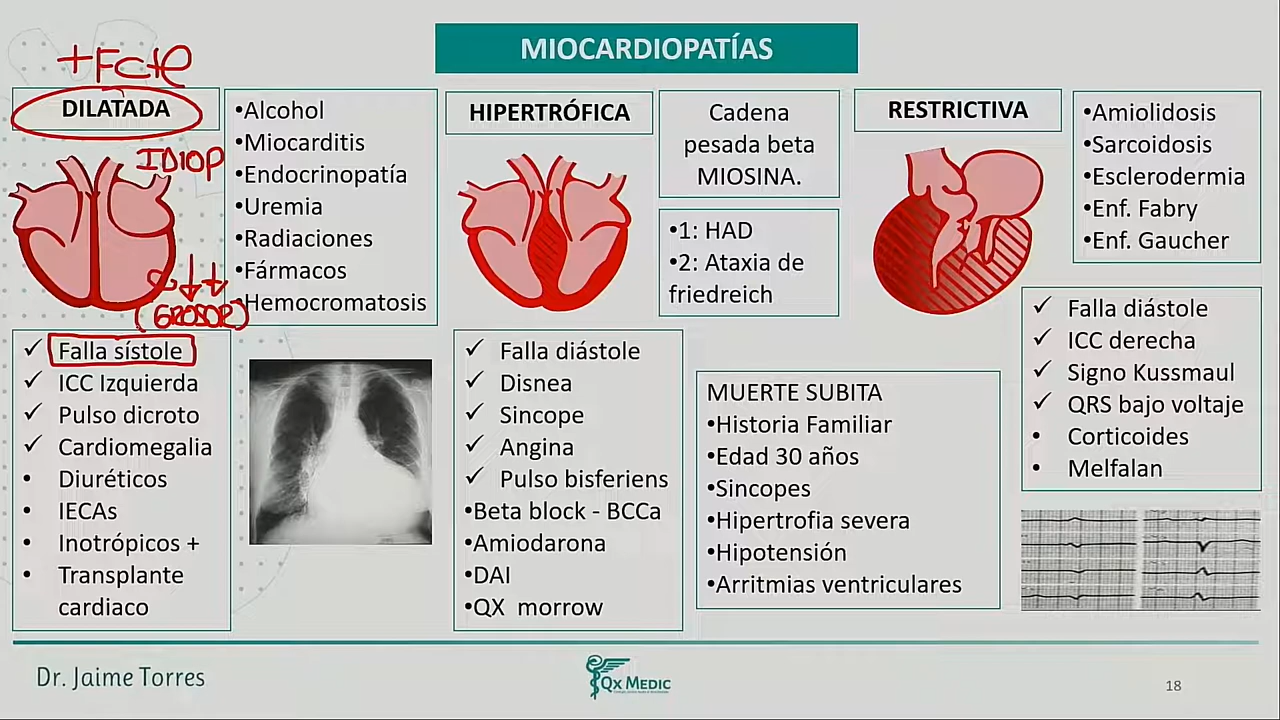 MIOCARDIOPATÍAS
+Fcte
DILATADA
IDIOP
•Alcohol
•Miocarditis
•Endocrinopatía
•Uremia
•Radiaciones
•Fármacos
•Hemocromatosis
✓ Falla sístole
✓ ICC Izquierda
✓ Pulso dicroto
✓ Cardiomegalia
• Diuréticos
• IECAs
• Inotrópicos +
• Transplante
cardiaco
HIPERTRÓFICA
Cadena
pesada beta
MIOSINA.
•1: HAD
•2: Ataxia de
friedreich
✓ Falla diástole
✓ Disnea
✓ Sincope
✓ Angina
✓ Pulso bisferiens
•Beta block - BCCa
•Amiodarona
•DAI
•QX morrow
MUERTE SUBITA
•Historia Familiar
•Edad 30 años
•Sincopes
•Hipertrofia severa
•Hipotensión
•Arritmias ventriculares
RESTRICTIVA
•Amiolidosis
•Sarcoidosis
•Esclerodermia
•Enf. Fabry
•Enf. Gaucher
✓ Falla diástole
✓ ICC derecha
✓ Signo Kussmaul
✓ QRS bajo voltaje
• Corticoides
• Melfalan
Dr. Jaime Torres
QX MEDIC
18